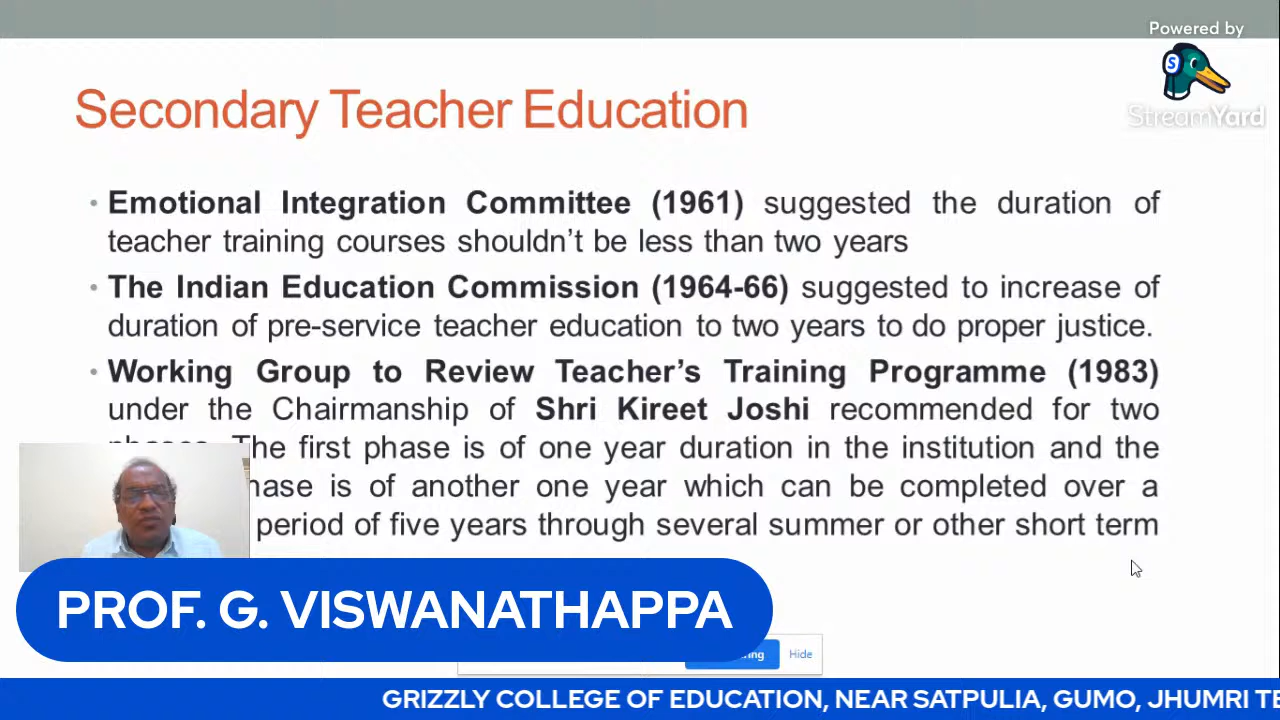 Powered by
StreamYard
Secondary Teacher Education
• Emotional Integration Committee (1961) suggested the duration of
teacher training courses shouldn't be less than two years
• The Indian Education Commission (1964-66) suggested to increase of
duration of pre-service teacher education to two years to do proper justice.
• Working Group to Review Teacher's Training Programme (1983)
under the Chairmanship of Shri Kireet Joshi recommended for two
The first phase is of one year duration in the institution and the
is of another one year which can be completed over a
period of five years through several summer or other short term
PROF. G. VISWANATHAPPA
Hide
GRIZZLY COLLEGE OF EDUCATION, NEAR SATPULIA, GUMO, JHUMRI TE